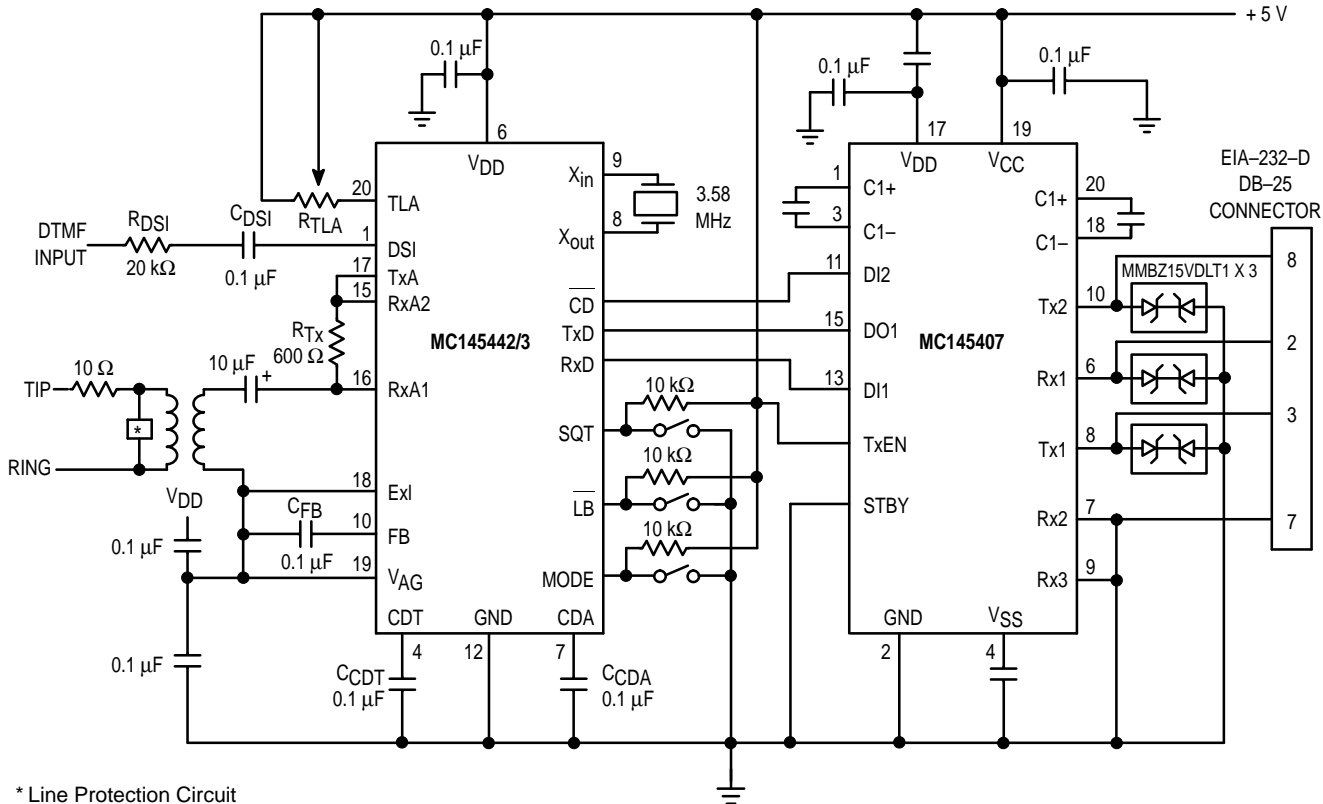 + 5 V
0.1 µF
0.1 µF
0.1 µF
6
VDD
17
VDD
19
VCC
EIA–232–D
DB–25
CONNECTOR
20
TLA
RTLA
9
Xin
8
Xout
3.58
MHz
1
C1+
3
C1–
20
C1+
18
C1–
DTMF
INPUT
RDSI
20 kΩ
CDSI
0.1 µF
1
DSI
17
TxA
15
RxA2
RTx
600 Ω
MC145442/3
CD
TxD
RxD
11
DI2
15
DO1
13
DI1
MC145407
MMBZ15VDLT1 X 3
Tx2
10
8
Rx1
6
2
Tx1
8
3
TIP
10 Ω
10 µF
+
16
RxA1
*
RING
10 kΩ
SQT
TxEN
10 kΩ
LB
STBY
10 kΩ
MODE
Rx2
7
7
Rx3
9
VDD
0.1 µF
18
ExI
CFB
0.1 µF
10
FB
19
VAG
0.1 µF
CDT
4
GND
12
CDA
7
CCDT
0.1 µF
CCDA
0.1 µF
GND
2
VSS
4
* Line Protection Circuit